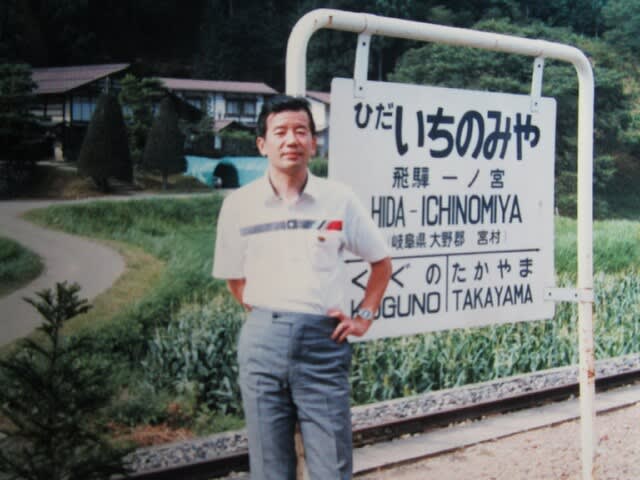 ひだいちのみや
飛驒 一ノ宮
HIDA-ICHINOMIYA
(岐阜県大野郡 宮村)
くぐの
たかやま
KUGUNO
TAKAYAMA